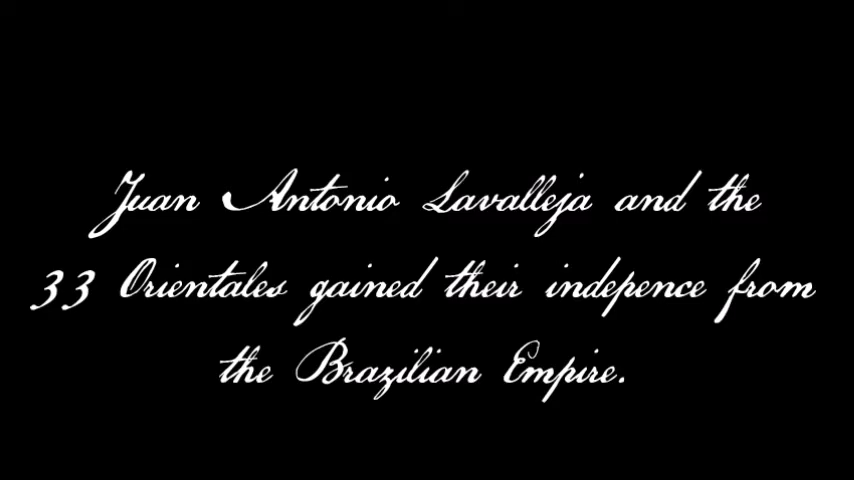 Juan Antonio Lavalleja and the
33 Orientales gained their indepence from
the Brazilian Empire.